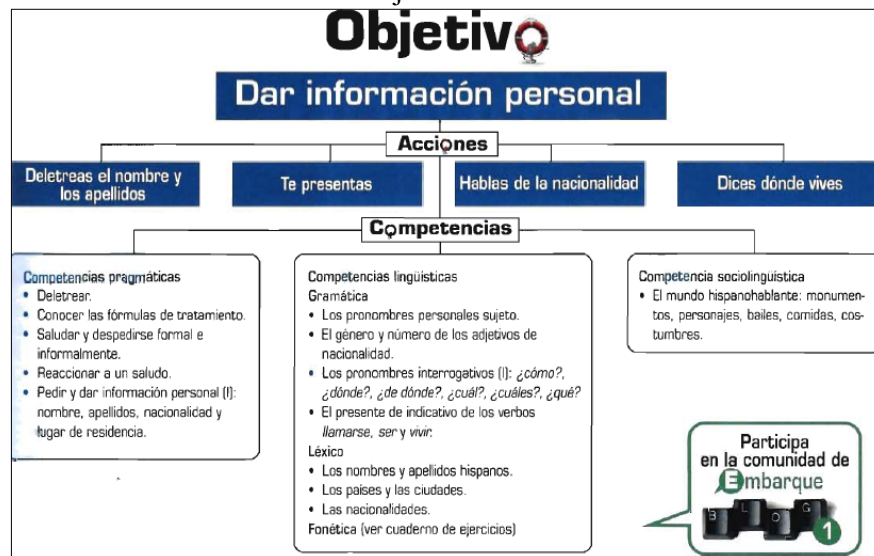 Objetivo
Dar información personal
Acciones
Deletreas el nombre y
los apellidos
Te presentas
Hablas de la nacionalidad
Dices dónde vives
Competencias
Competencias pragmáticas
• Deletrear.
• Conocer las fórmulas de tratamiento.
• Saludar y despedirse formal e
informalmente.
• Reaccionar a un saludo.
• Pedir y dar información personal (I):
nombre, apellidos, nacionalidad y
lugar de residencia.
Competencias lingüísticas
Gramática
• Los pronombres personales sujeto.
• El género y número de los adjetivos de
nacionalidad.
• Los pronombres interrogativos (I): ¿cómo?,
¿dónde?, ¿de dónde?, ¿cuál?, ¿cuáles?, ¿qué?
• El presente de indicativo de los verbos
llamarse, ser y vivir.
Léxico
• Los nombres y apellidos hispanos.
• Los países y las ciudades.
• Las nacionalidades.
Fonética (ver cuaderno de ejercicios)
Competencia sociolingüística
• El mundo hispanohablante: monumen-
tos, personajes, bailes, comidas, cos-
tumbres.
Participa
en la comunidad de
Embarque
BLOG
1